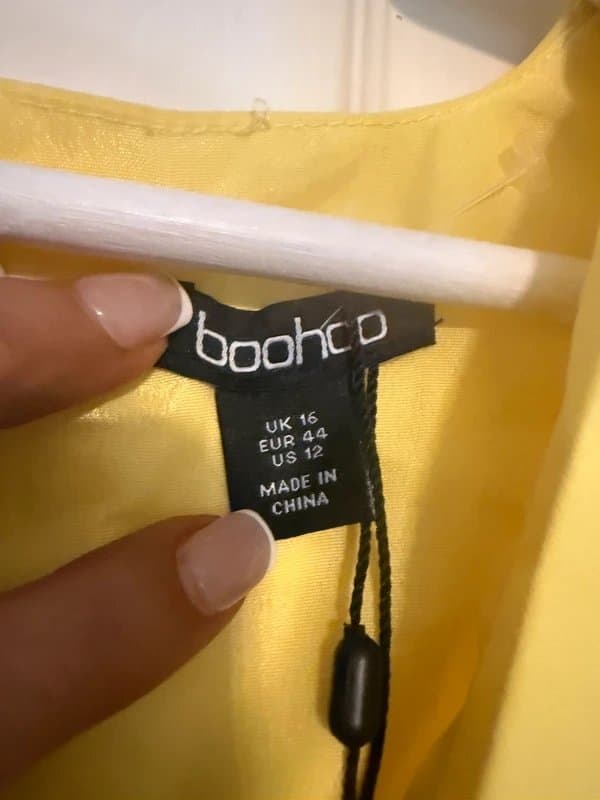 boohoo
UK 16
EUR 44
US 12
MADE IN
CHINA